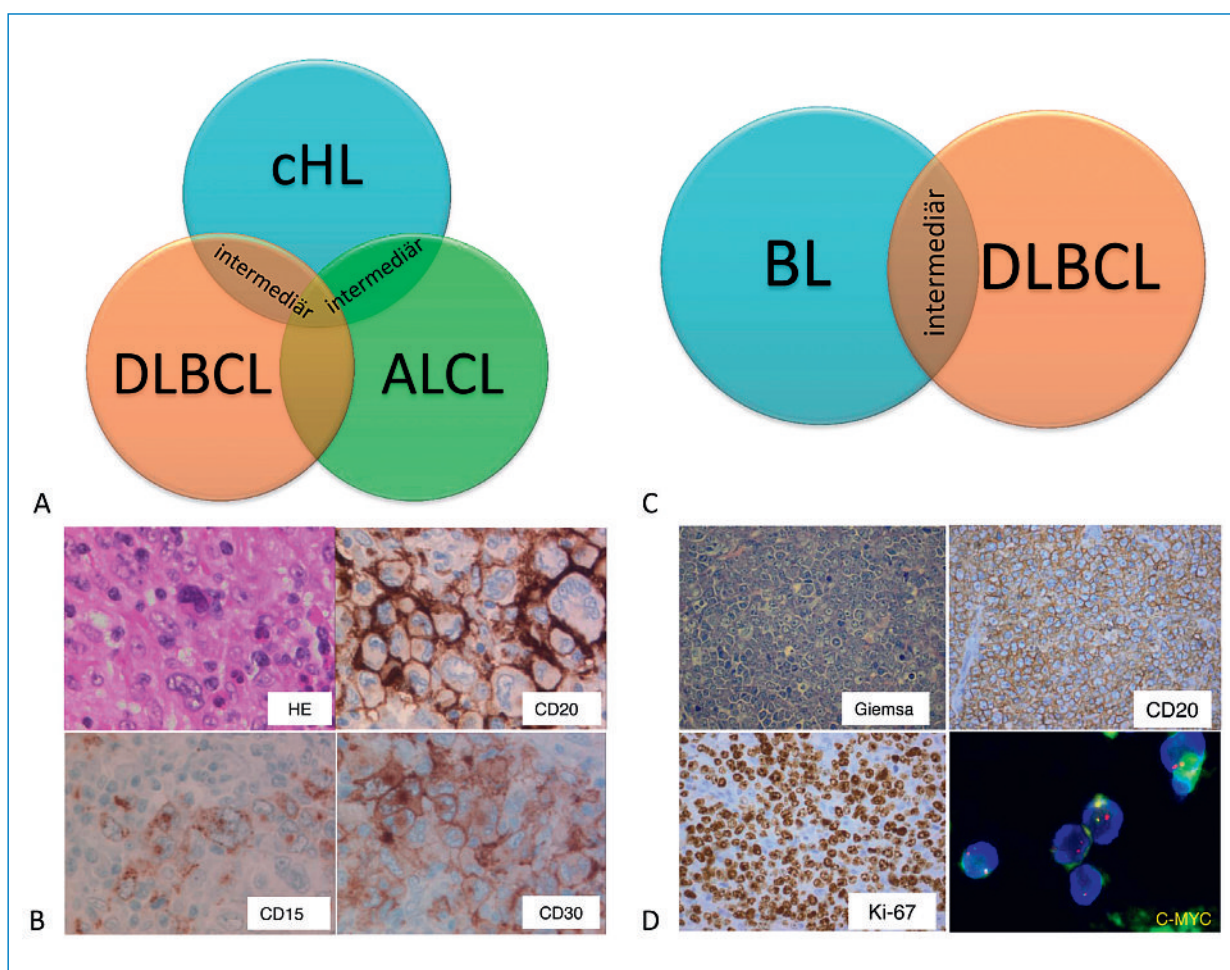 cHL
intermediär
intermediär
DLBCL
ALCL
A
BL
intermediär
DLBCL
C
HE
CD20
CD15
CD30
B
Giemsa
CD20
Ki-67
C-MYC
D